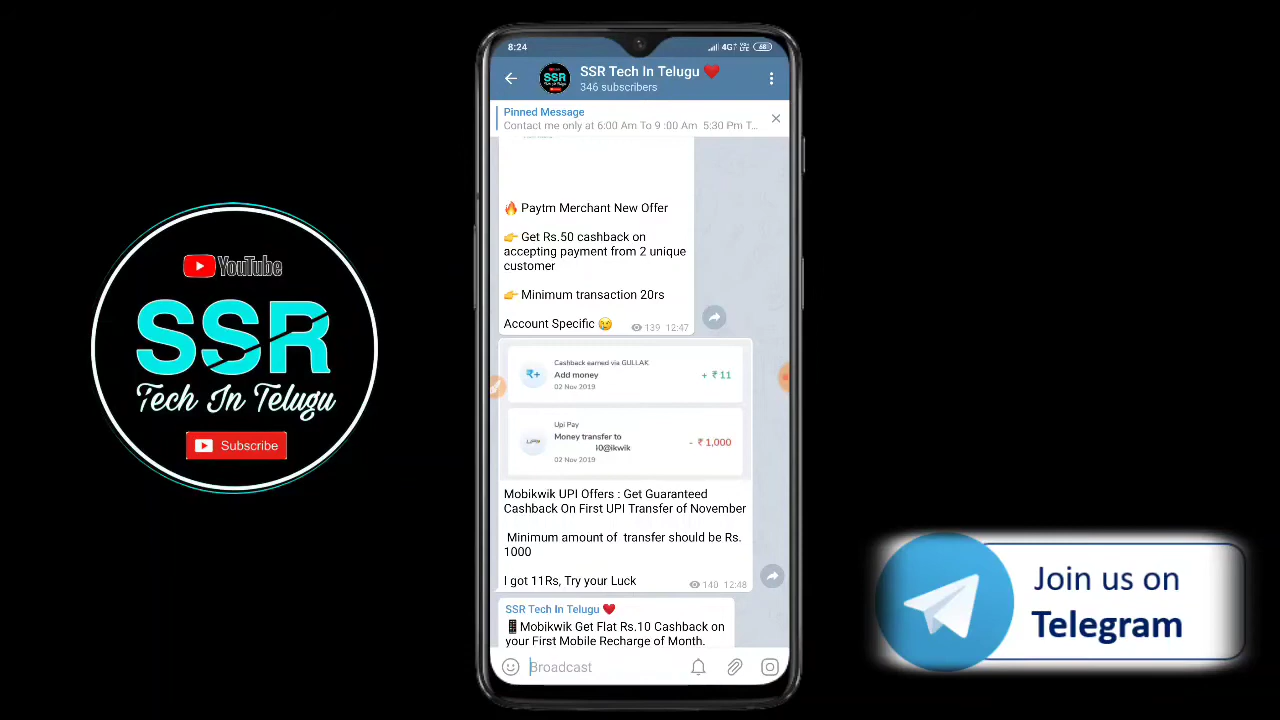 YouTube
SSR
Tech In Telugu
Subscribe
8:24
4G+
68
SSR Tech In Telugu ❤️
346 subscribers
Pinned Message
Contact me only at 6:00 Am To 9 :00 Am 5:30 Pm T...
🔥 Paytm Merchant New Offer
👉 Get Rs.50 cashback on
accepting payment from 2 unique
customer
👉 Minimum transaction 20rs
Account Specific 😢
139 12:47
Cashback earned via GULLAK
Add money
02 Nov 2019
+ ₹ 11
Upi Pay
Money transfer to
0@ikwik
02 Nov 2019
- ₹ 1,000
Mobikwik UPI Offers : Get Guaranteed
Cashback On First UPI Transfer of November
Minimum amount of transfer should be Rs.
1000
I got 11Rs, Try your Luck
140 12:48
SSR Tech In Telugu ❤️
📱Mobikwik Get Flat Rs.10 Cashback on
your First Mobile Recharge of Month.
Broadcast
Join us on
Telegram